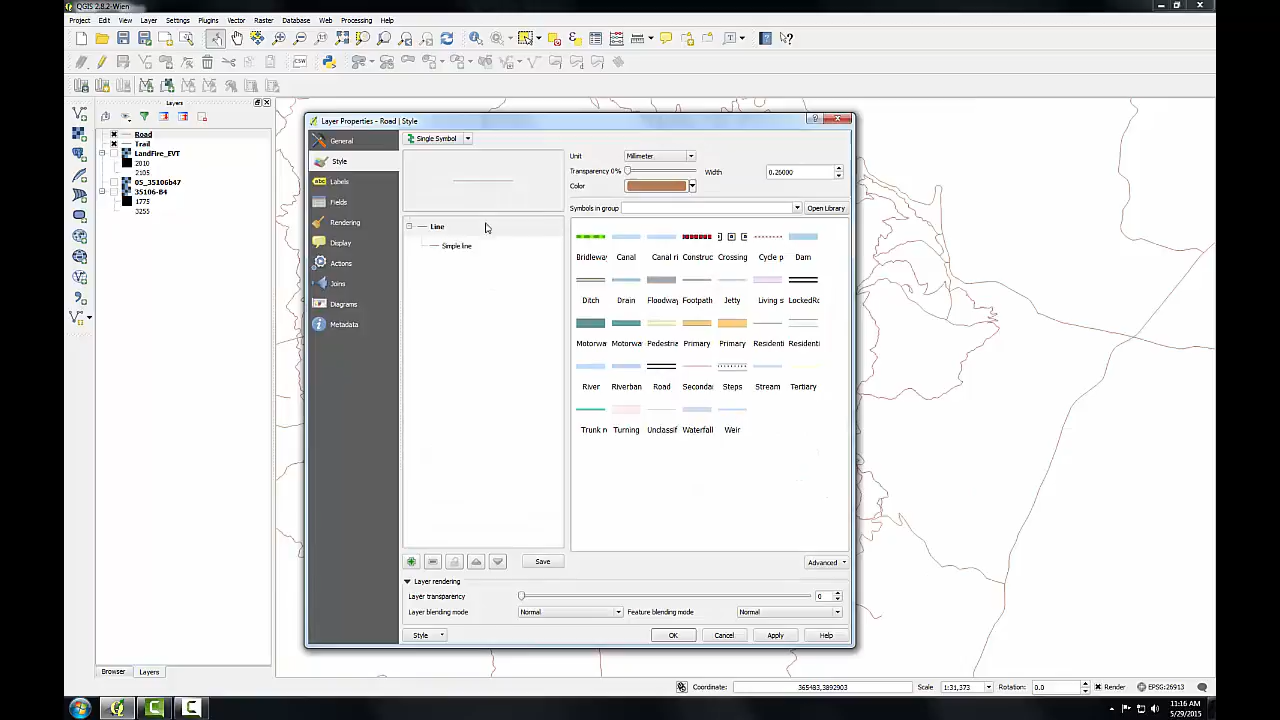 QGIS 2.8.2-Wien
Project Edit View Layer Settings Plugins Vector Raster Database Web Processing Help
CSW
Layers
Road
Trail
LandFire_EVT
2010
2105
05_35106b47
35106-B4
1775
3255
Layer Properties - Road | Style
General
Style
Labels
Fields
Rendering
Display
Actions
Joins
Diagrams
Metadata
Single Symbol
Line
Simple line
Save
Unit Millimeter
Transparency 0% Width 0.26000
Color
Symbols in group Open Library
Bridlewa Canal Canal ri Construc Crossing Cycle p Dam
Ditch Drain Floodway Footpath Jetty Living s LockedRo
Motorwa Motorwa Pedestria Primary Primary Residenti Residenti
River Riverban Road Seconda Steps Stream Tertiary
Trunk r Turning Unclassif Waterfall Weir
Advanced
Layer rendering
Layer transparency 0
Layer blending mode Normal Feature blending mode Normal
Style OK Cancel Apply Help
Browser Layers
Coordinate: 365483,3892903 Scale 1:31,373 Rotation: 0.0 Render EPSG:26913
11:16 AM
5/29/2015